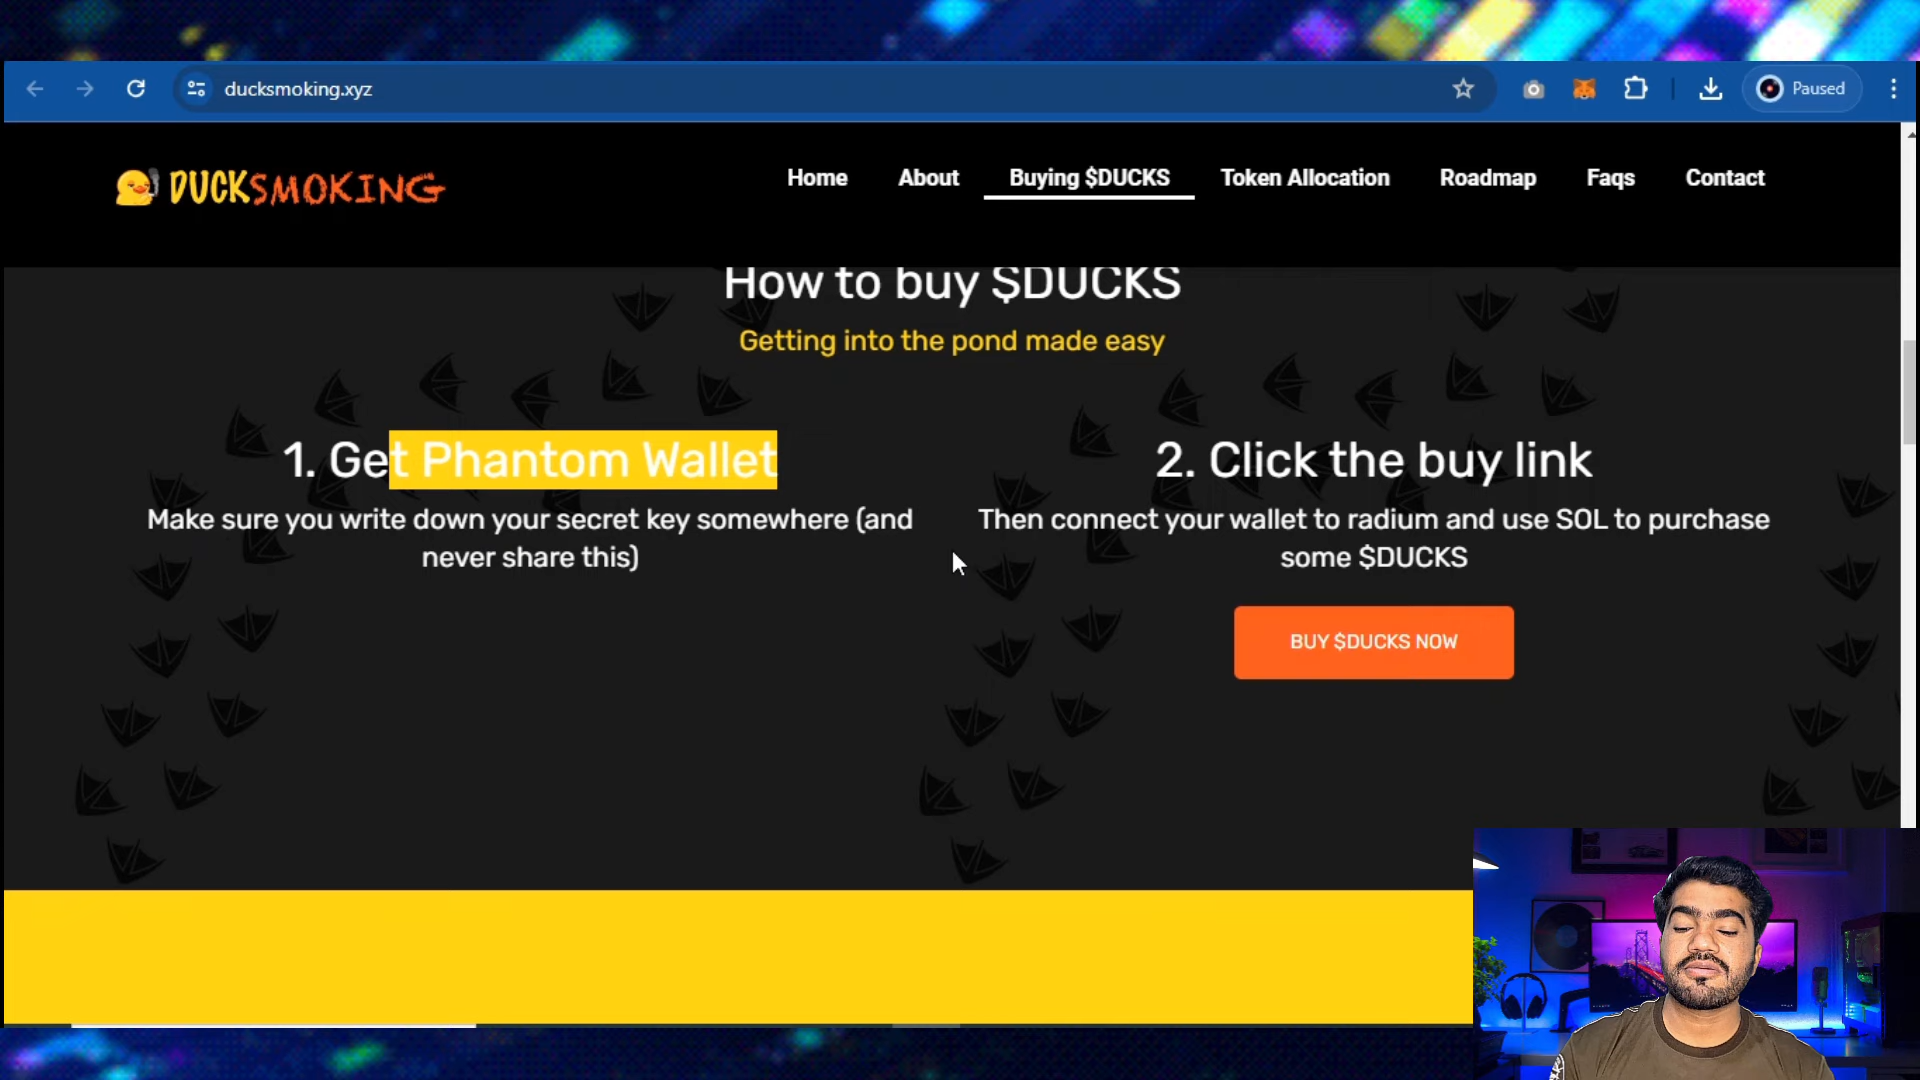 ducksmoking.xyz
Paused
DUCKSMOKING
Home About Buying $DUCKS Token Allocation Roadmap Faqs Contact
How to buy $DUCKS
Getting into the pond made easy
1. Get Phantom Wallet
Make sure you write down your secret key somewhere (and
never share this)
2. Click the buy link
Then connect your wallet to radium and use SOL to purchase
some $DUCKS
BUY $DUCKS NOW